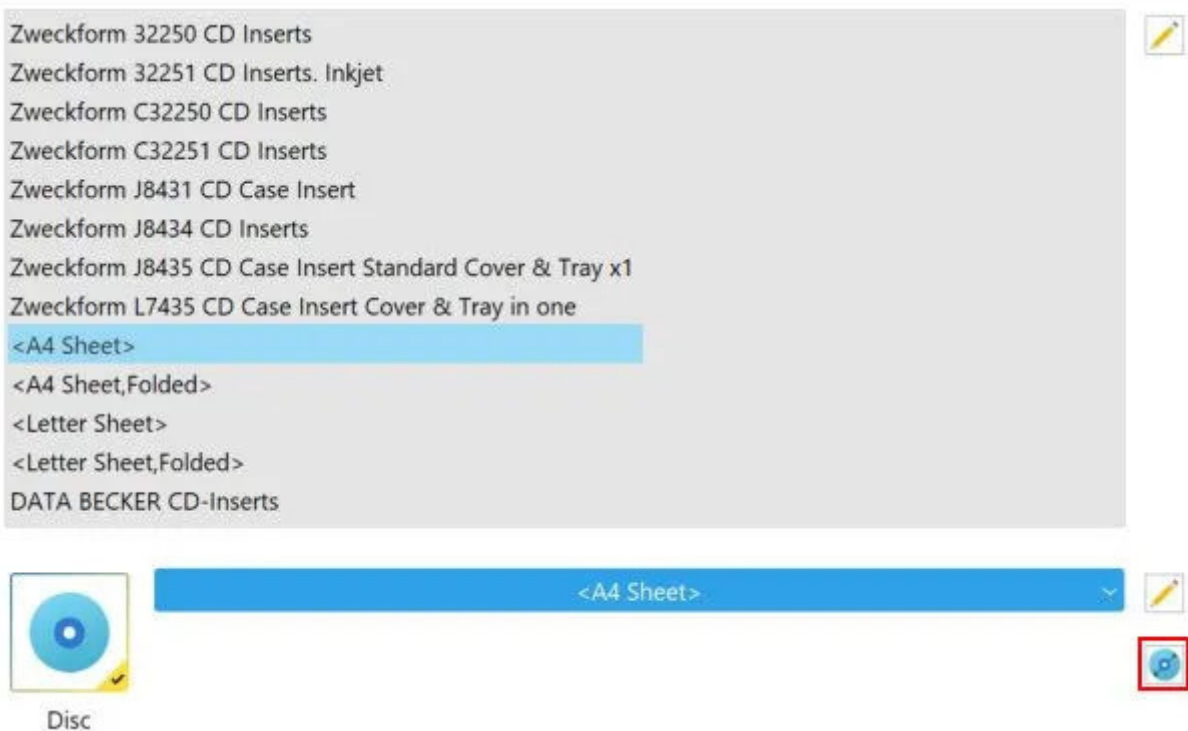 Zweckform 32250 CD Inserts
Zweckform 32251 CD Inserts. Inkjet
Zweckform C32250 CD Inserts
Zweckform C32251 CD Inserts
Zweckform J8431 CD Case Insert
Zweckform J8434 CD Inserts
Zweckform J8435 CD Case Insert Standard Cover & Tray x1
Zweckform L7435 CD Case Insert Cover & Tray in one
<A4 Sheet>
<A4 Sheet,Folded>
<Letter Sheet>
<Letter Sheet,Folded>
DATA BECKER CD-Inserts
<A4 Sheet>
Disc